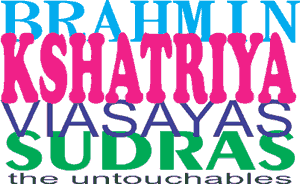 BRAHMIN
KSHATRIYA
VIASAYAS
SUDRAS
the untouchables